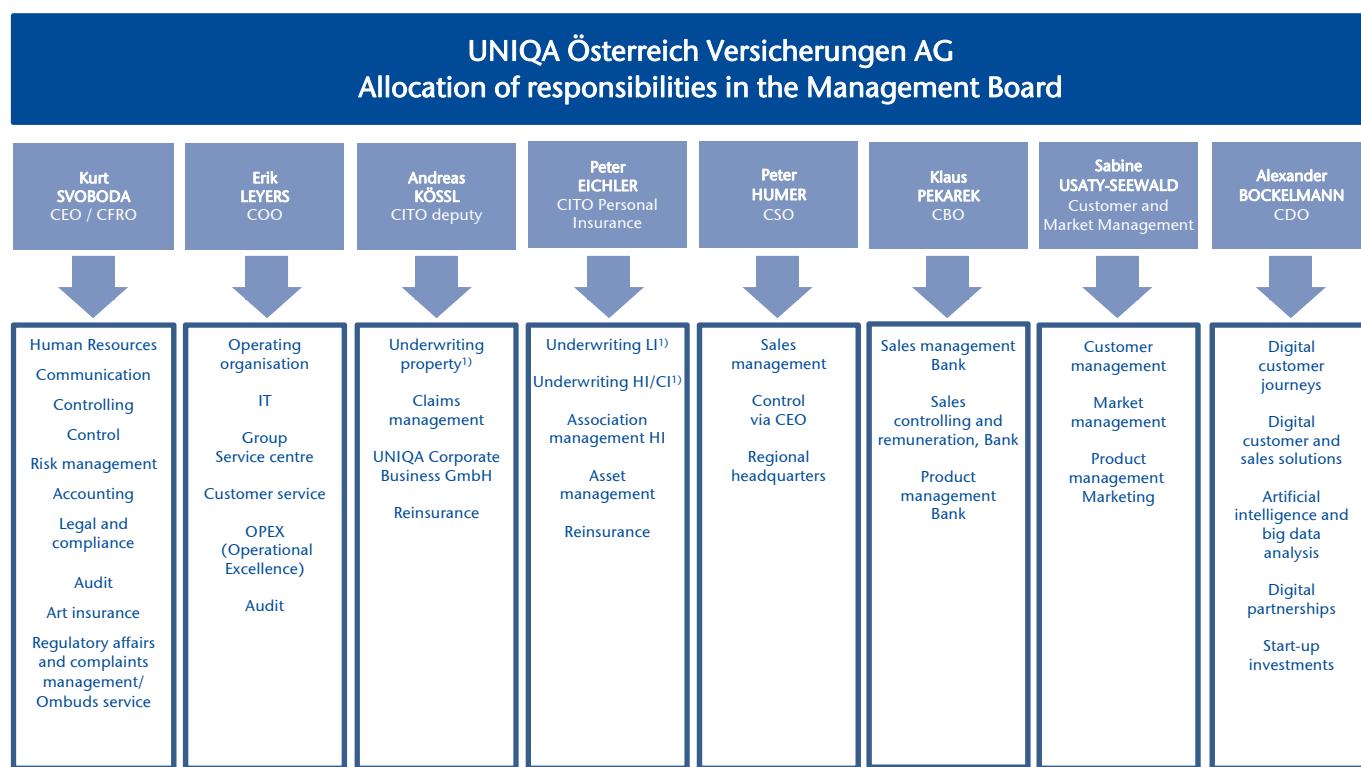 UNIQA Österreich Versicherungen AG
Allocation of responsibilities in the Management Board
Kurt
SVOBODA
CEO / CFRO
Erik
LEYERS
COO
Andreas
KÖSSL
CITO deputy
Peter
EICHLER
CITO Personal
Insurance
Peter
HUMER
CSO
Klaus
PEKAREK
CBO
Sabine
USATY-SEEWALD
Customer and
Market Management
Alexander
BOCKELMANN
CDO
Human Resources
Communication
Controlling
Control
Risk management
Accounting
Legal and
compliance
Audit
Art insurance
Regulatory affairs
and complaints
management/
Ombuds service
Operating
organisation
IT
Group
Service centre
Customer service
OPEX
(Operational
Excellence)
Audit
Underwriting
property¹⁾
Claims
management
UNIQA Corporate
Business GmbH
Reinsurance
Underwriting LI¹⁾
Underwriting HI/CI¹⁾
Association
management HI
Asset
management
Reinsurance
Sales
management
Control
via CEO
Regional
headquarters
Sales management
Bank
Sales
controlling and
remuneration, Bank
Product
management
Bank
Customer
management
Market
management
Product
management
Marketing
Digital
customer
journeys
Digital
customer and
sales solutions
Artificial
intelligence and
big data
analysis
Digital
partnerships
Start-up
investments